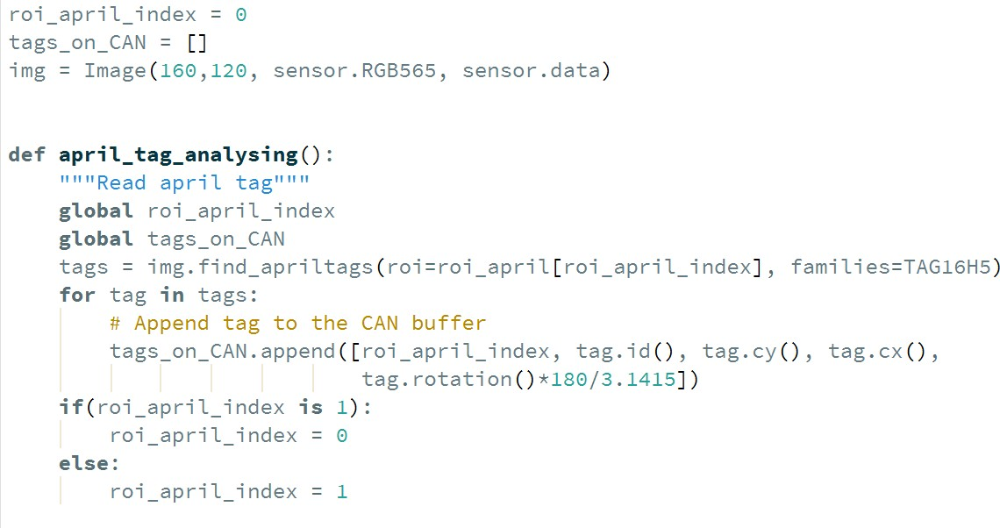 roi_april_index = 0
tags_on_CAN = []
img = Image(160,120, sensor.RGB565, sensor.data)
def april_tag_analysing():
    """Read april tag"""
    global roi_april_index
    global tags_on_CAN
    tags = img.find_apriltags(roi=roi_april[roi_april_index], families=TAG16H5)
    for tag in tags:
        # Append tag to the CAN buffer
        tags_on_CAN.append([roi_april_index, tag.id(), tag.cy(), tag.cx(),
                            tag.rotation()*180/3.1415])
    if(roi_april_index is 1):
        roi_april_index = 0
    else:
        roi_april_index = 1